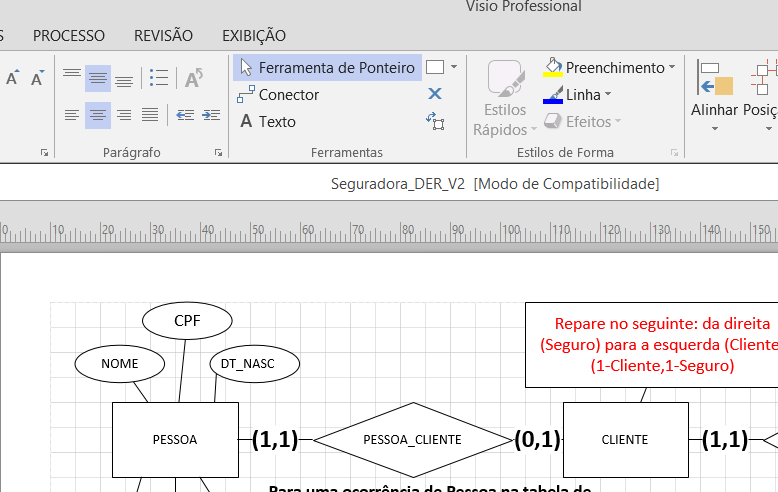 Visio Professional
S PROCESSO REVISÃO EXIBIÇÃO
A A A Ferramenta de Ponteiro Preenchimento
Conector Linha
A Texto Efeitos
Estilos
Rápidos
Alinhar Posiç
Parágrafo Ferramentas Estilos de Forma
Seguradora_DER_V2 [Modo de Compatibilidade]
0 10 20 30 40 50 60 70 80 90 100 110 120 130 140 150
CPF
NOME DT_NASC
Repare no seguinte: da direita
(Seguro) para a esquerda (Cliente
(1-Cliente,1-Seguro)
PESSOA (1,1) PESSOA_CLIENTE (0,1) CLIENTE (1,1)
Para uma ocorrência de Pessoa na tabela de